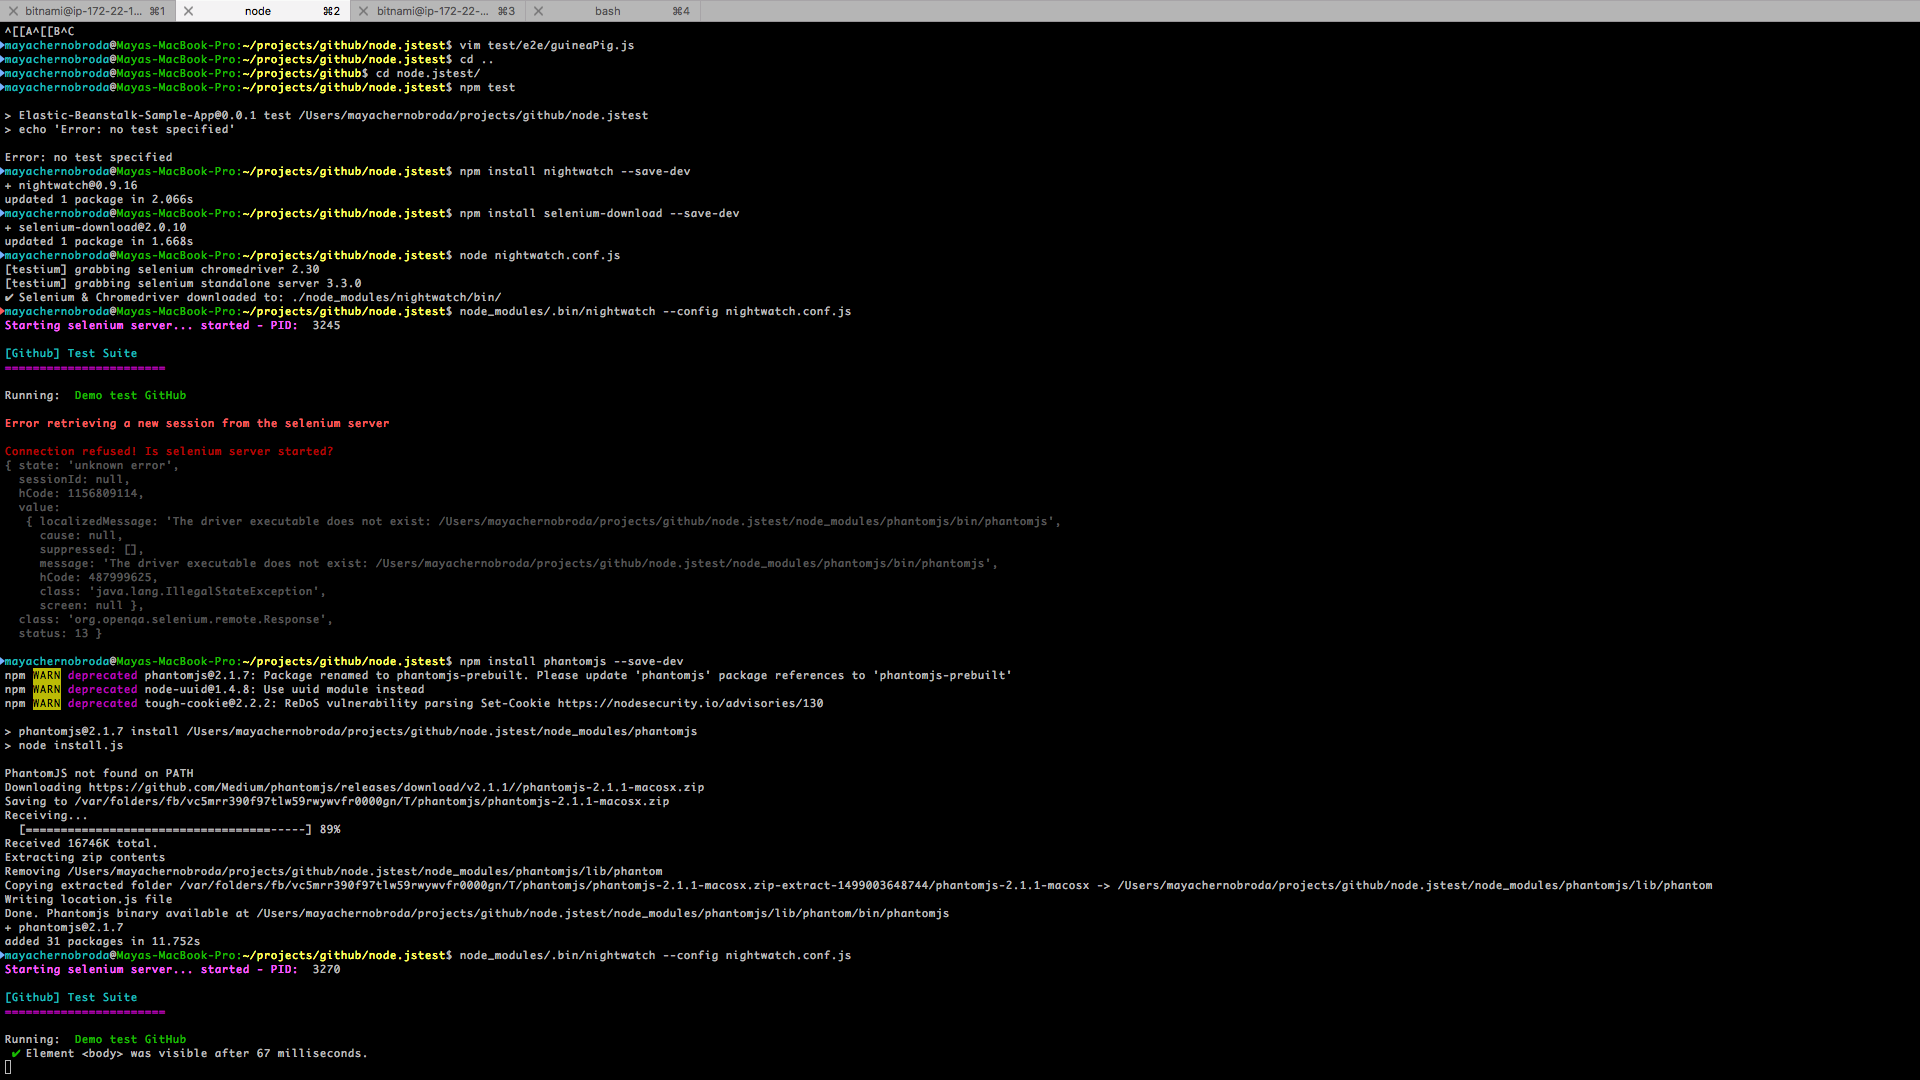 bitnami@ip-172-22-1... ⌘1 node ⌘2 bitnami@ip-172-22-... ⌘3 bash ⌘4
^[[A^[[B^C
mayachernobroda@Mayas-MacBook-Pro:~/projects/github/node.jstest$ vim test/e2e/guineaPig.js
mayachernobroda@Mayas-MacBook-Pro:~/projects/github/node.jstest$ cd ..
mayachernobroda@Mayas-MacBook-Pro:~/projects/github$ cd node.jstest/
mayachernobroda@Mayas-MacBook-Pro:~/projects/github/node.jstest$ npm test
> Elastic-Beanstalk-Sample-App@0.0.1 test /Users/mayachernobroda/projects/github/node.jstest
> echo 'Error: no test specified'
Error: no test specified
mayachernobroda@Mayas-MacBook-Pro:~/projects/github/node.jstest$ npm install nightwatch --save-dev
+ nightwatch@0.9.16
updated 1 package in 2.066s
mayachernobroda@Mayas-MacBook-Pro:~/projects/github/node.jstest$ npm install selenium-download --save-dev
+ selenium-download@2.0.10
updated 1 package in 1.668s
mayachernobroda@Mayas-MacBook-Pro:~/projects/github/node.jstest$ node nightwatch.conf.js
[testium] grabbing selenium chromedriver 2.30
[testium] grabbing selenium standalone server 3.3.0
✔ Selenium & Chromedriver downloaded to: ./node_modules/nightwatch/bin/
mayachernobroda@Mayas-MacBook-Pro:~/projects/github/node.jstest$ node_modules/.bin/nightwatch --config nightwatch.conf.js
Starting selenium server... started - PID:  3245
[Github] Test Suite
=======================
Running:  Demo test GitHub
Error retrieving a new session from the selenium server
Connection refused! Is selenium server started?
{ state: 'unknown error',
  sessionId: null,
  hCode: 1156809114,
  value:
   { localizedMessage: 'The driver executable does not exist: /Users/mayachernobroda/projects/github/node.jstest/node_modules/phantomjs/bin/phantomjs',
     cause: null,
     suppressed: [],
     message: 'The driver executable does not exist: /Users/mayachernobroda/projects/github/node.jstest/node_modules/phantomjs/bin/phantomjs',
     hCode: 487999625,
     class: 'java.lang.IllegalStateException',
     screen: null },
  class: 'org.openqa.selenium.remote.Response',
  status: 13 }
mayachernobroda@Mayas-MacBook-Pro:~/projects/github/node.jstest$ npm install phantomjs --save-dev
npm WARN deprecated phantomjs@2.1.7: Package renamed to phantomjs-prebuilt. Please update 'phantomjs' package references to 'phantomjs-prebuilt'
npm WARN deprecated node-uuid@1.4.8: Use uuid module instead
npm WARN deprecated tough-cookie@2.2.2: ReDoS vulnerability parsing Set-Cookie https://nodesecurity.io/advisories/130
> phantomjs@2.1.7 install /Users/mayachernobroda/projects/github/node.jstest/node_modules/phantomjs
> node install.js
PhantomJS not found on PATH
Downloading https://github.com/Medium/phantomjs/releases/download/v2.1.1//phantomjs-2.1.1-macosx.zip
Saving to /var/folders/fb/vc5mrr390f97tlw59rwywvfr0000gn/T/phantomjs/phantomjs-2.1.1-macosx.zip
Receiving...
  [===================================-----] 89%
Received 16746K total.
Extracting zip contents
Removing /Users/mayachernobroda/projects/github/node.jstest/node_modules/phantomjs/lib/phantom
Copying extracted folder /var/folders/fb/vc5mrr390f97tlw59rwywvfr0000gn/T/phantomjs/phantomjs-2.1.1-macosx.zip-extract-1499003648744/phantomjs-2.1.1-macosx -> /Users/mayachernobroda/projects/github/node.jstest/node_modules/phantomjs/lib/phantom
Writing location.js file
Done. Phantomjs binary available at /Users/mayachernobroda/projects/github/node.jstest/node_modules/phantomjs/lib/phantom/bin/phantomjs
+ phantomjs@2.1.7
added 31 packages in 11.752s
mayachernobroda@Mayas-MacBook-Pro:~/projects/github/node.jstest$ node_modules/.bin/nightwatch --config nightwatch.conf.js
Starting selenium server... started - PID:  3270
[Github] Test Suite
=======================
Running:  Demo test GitHub
✔ Element <body> was visible after 67 milliseconds.